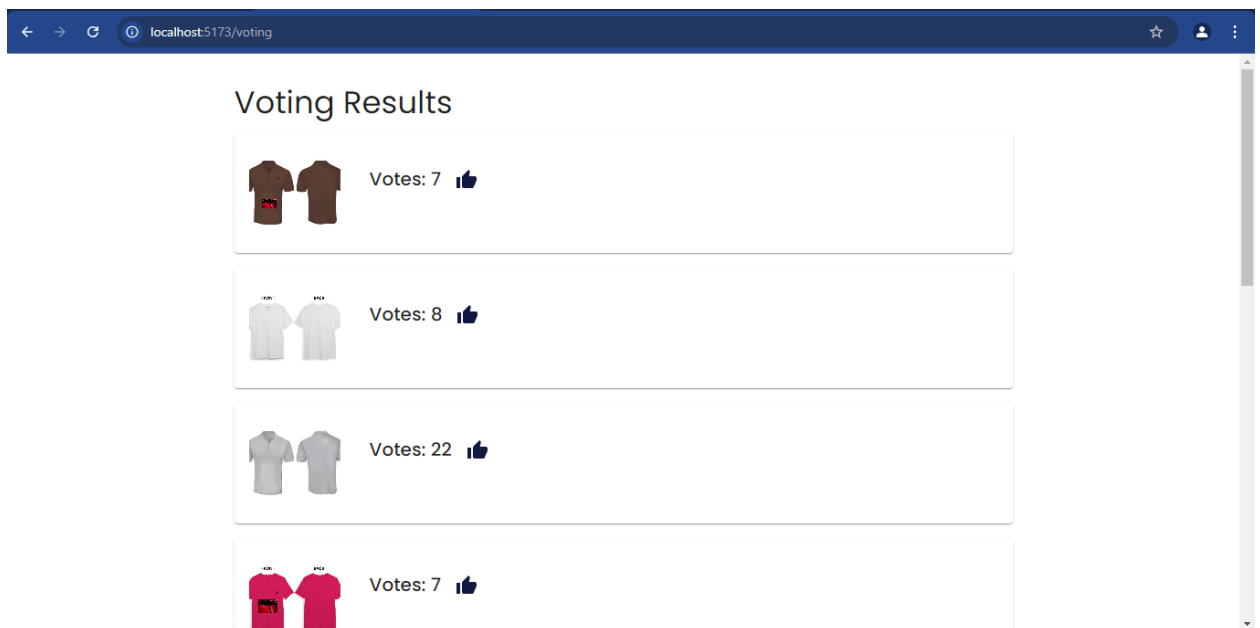 localhost:5173/voting
Voting Results
Votes: 7
Votes: 8
Votes: 22
Votes: 7